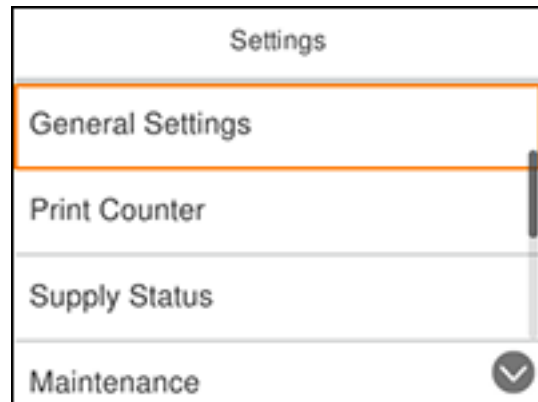 Settings
General Settings
Print Counter
Supply Status
Maintenance